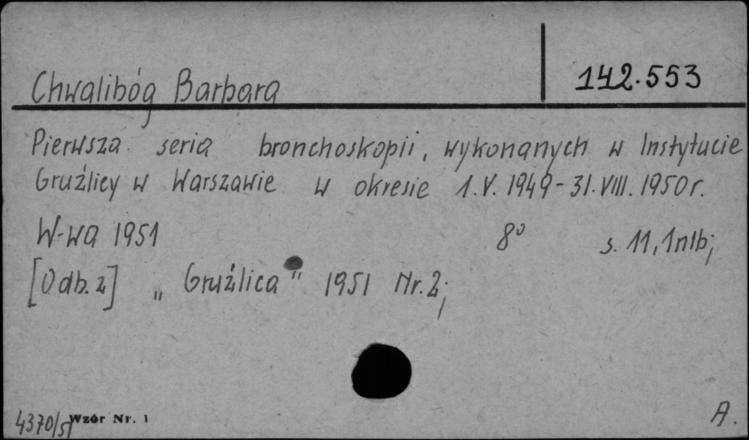 142.553
Chwalibóg Barbara
Pierwsza seria bronchoskopii, wykonanych w Instytucie
Gruźlicy w Warszawie w okresie 1.V.1949-31.VIII.1950r.
W-wa 1951 8° s. 11, 1nlb;
[Odb. z] „Gruźlica" 1951 Nr. 2;
4370/51 Wzór Nr. 1 A.